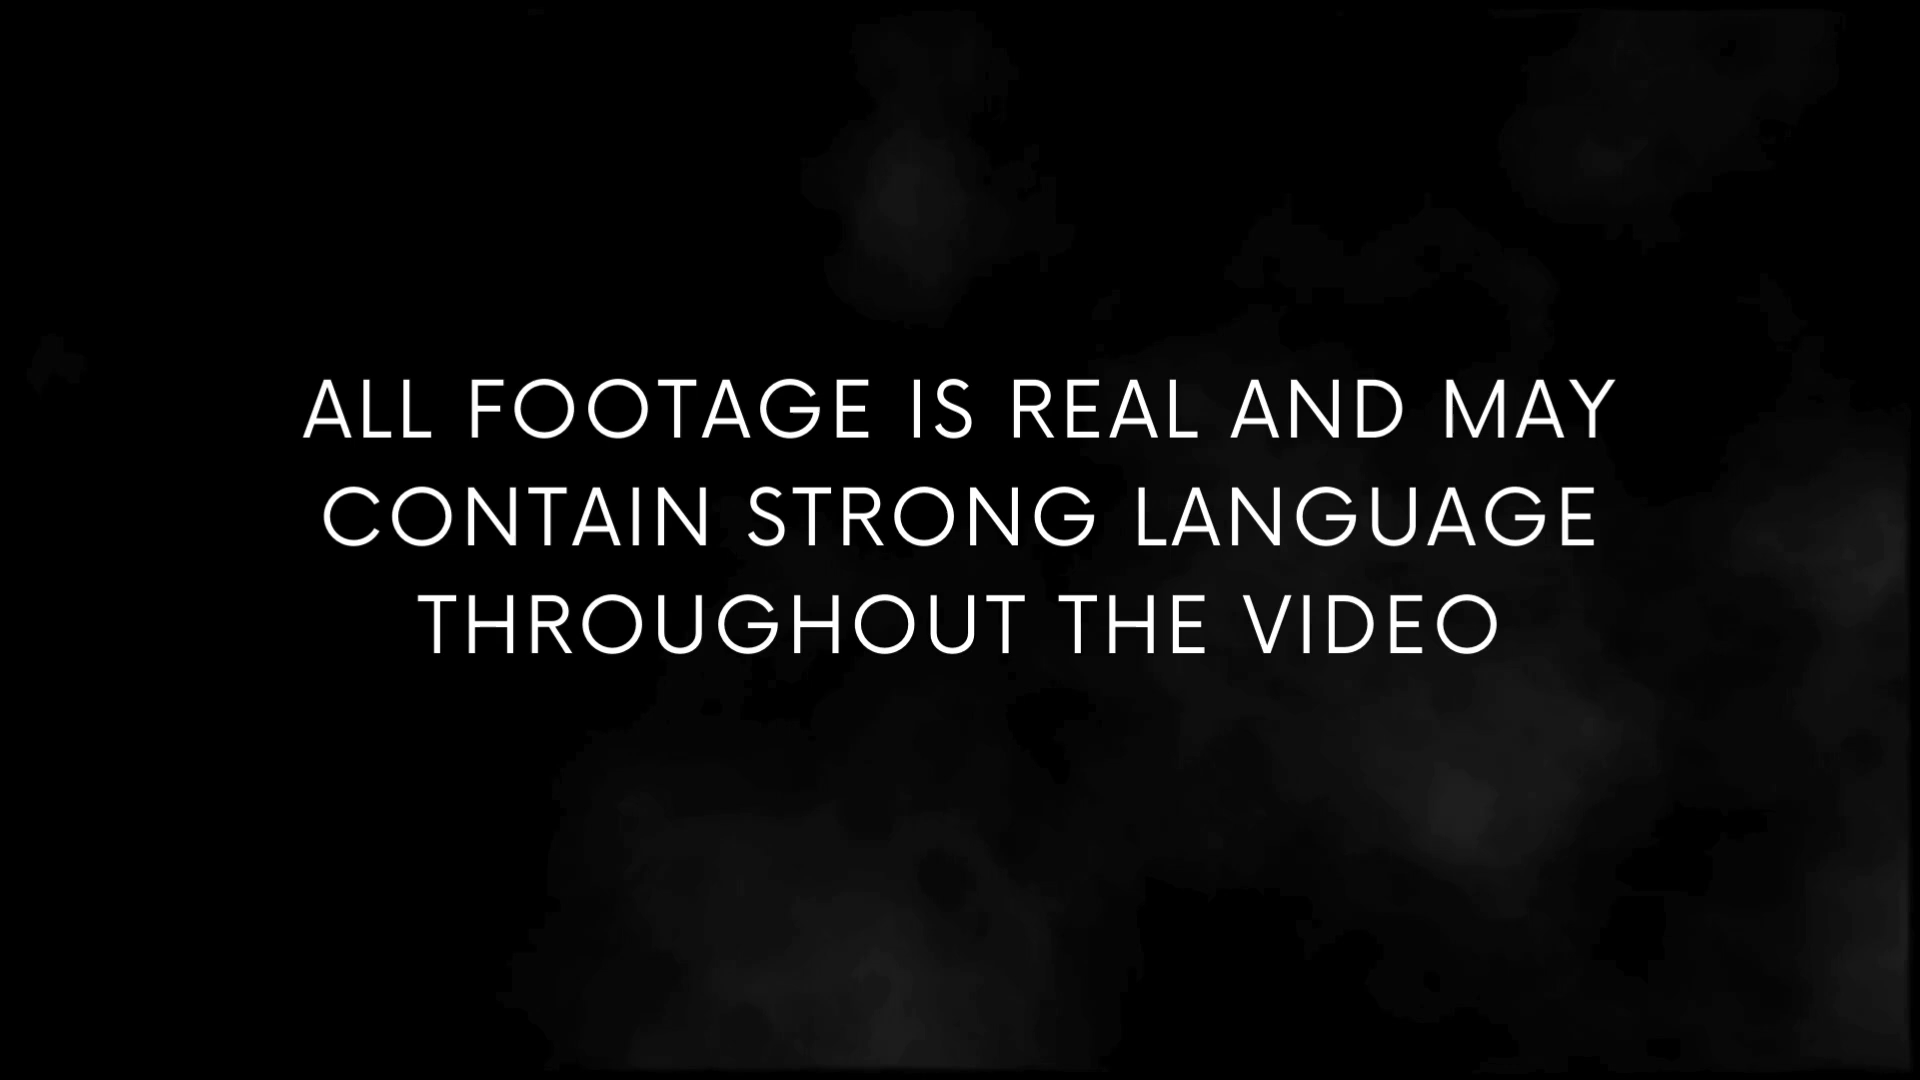 ALL FOOTAGE IS REAL AND MAY
CONTAIN STRONG LANGUAGE
THROUGHOUT THE VIDEO